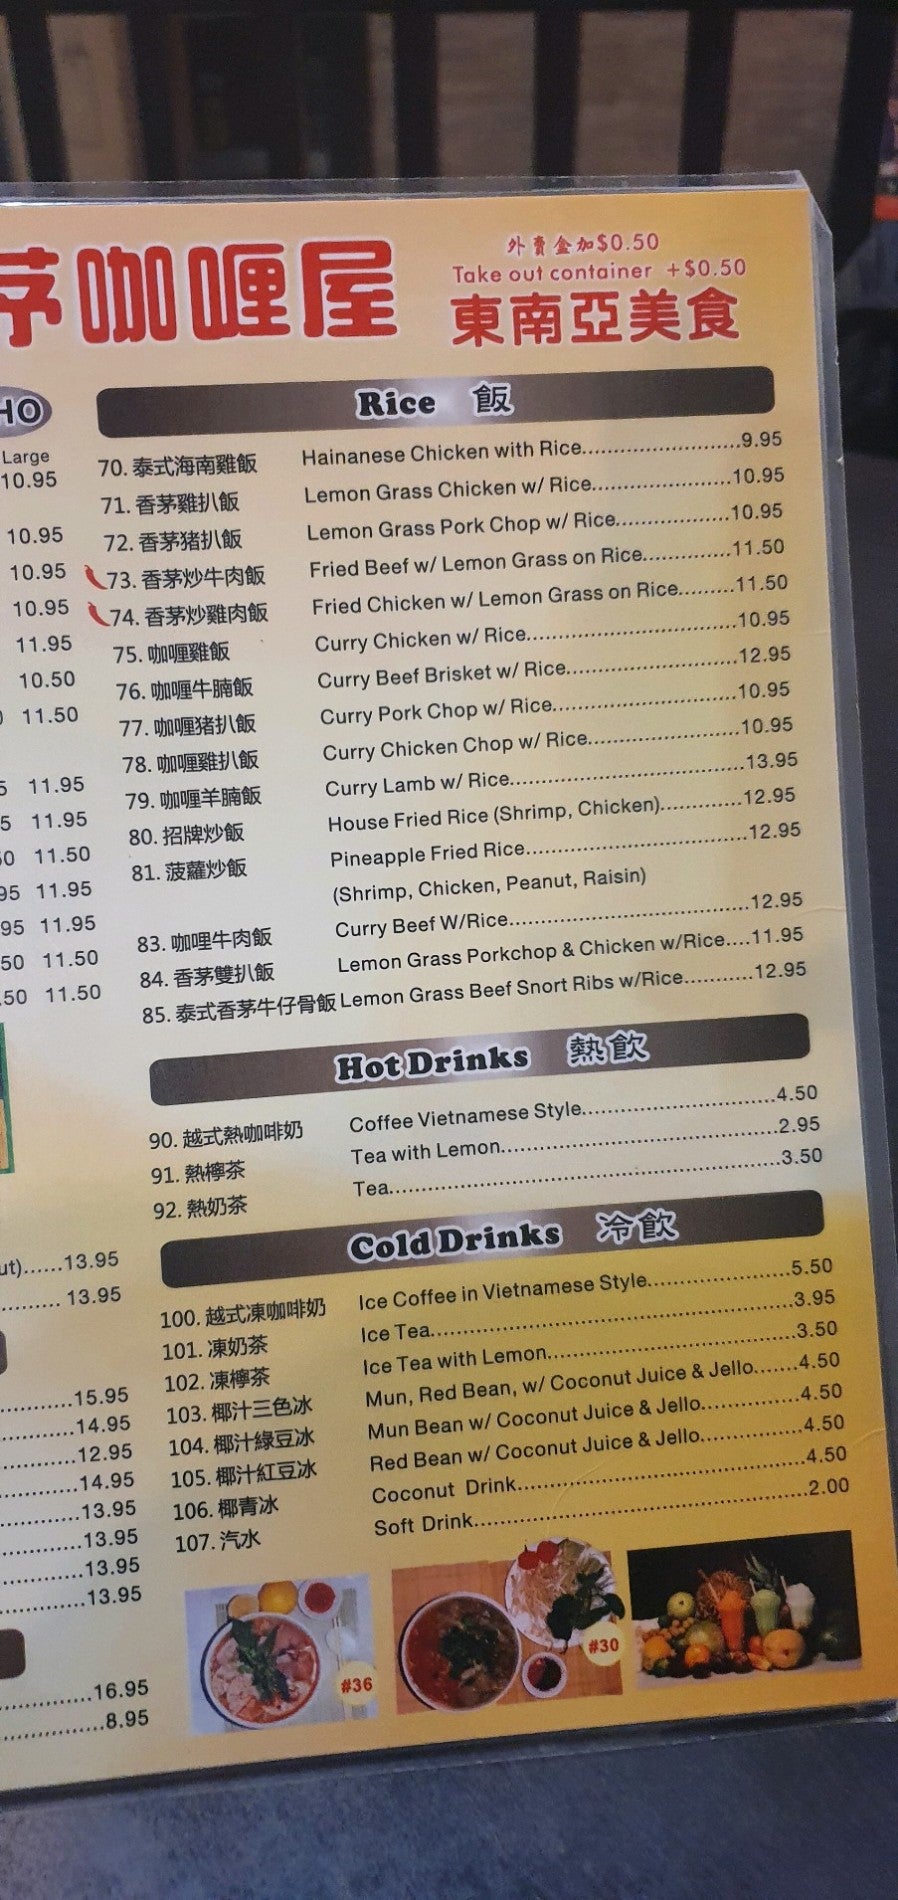 茅咖喱屋
外賣盒加$0.50
Take out container +$0.50
東南亞美食
HO
Large
10.95
10.95
10.95
10.95
11.95
10.50
11.50
11.95
11.95
11.50
11.95
95 11.95
50 11.50
.50 11.50
ut)......13.95
13.95
15.95
14.95
12.95
14.95
13.95
13.95
13.95
13.95
16.95
8.95
Rice 飯
70. 泰式海南雞飯 Hainanese Chicken with Rice 9.95
71. 香茅雞扒飯 Lemon Grass Chicken w/ Rice 10.95
72. 香茅猪扒飯 Lemon Grass Pork Chop w/ Rice 10.95
73. 香茅炒牛肉飯 Fried Beef w/ Lemon Grass on Rice 11.50
74. 香茅炒雞肉飯 Fried Chicken w/ Lemon Grass on Rice 11.50
75. 咖喱雞飯 Curry Chicken w/ Rice 10.95
76. 咖喱牛腩飯 Curry Beef Brisket w/ Rice 12.95
77. 咖喱猪扒飯 Curry Pork Chop w/ Rice 10.95
78. 咖喱雞扒飯 Curry Chicken Chop w/ Rice 10.95
79. 咖喱羊腩飯 Curry Lamb w/ Rice 13.95
80. 招牌炒飯 House Fried Rice (Shrimp, Chicken) 12.95
81. 菠蘿炒飯 Pineapple Fried Rice 12.95
(Shrimp, Chicken, Peanut, Raisin)
83. 咖哩牛肉飯 Curry Beef W/Rice 12.95
84. 香茅雙扒飯 Lemon Grass Porkchop & Chicken w/Rice 11.95
85. 泰式香茅牛仔骨飯 Lemon Grass Beef Snort Ribs w/Rice 12.95
Hot Drinks 熱飲
90. 越式熱咖啡奶 Coffee Vietnamese Style 4.50
91. 熱檸茶 Tea with Lemon 2.95
92. 熱奶茶 Tea 3.50
Cold Drinks 冷飲
100. 越式凍咖啡奶 Ice Coffee in Vietnamese Style 5.50
101. 凍奶茶 Ice Tea 3.95
102. 凍檸茶 Ice Tea with Lemon 3.50
103. 椰汁三色冰 Mun, Red Bean, w/ Coconut Juice & Jello 4.50
104. 椰汁綠豆冰 Mun Bean w/ Coconut Juice & Jello 4.50
105. 椰汁紅豆冰 Red Bean w/ Coconut Juice & Jello 4.50
106. 椰青冰 Coconut Drink 4.50
107. 汽水 Soft Drink 2.00
#36
#30